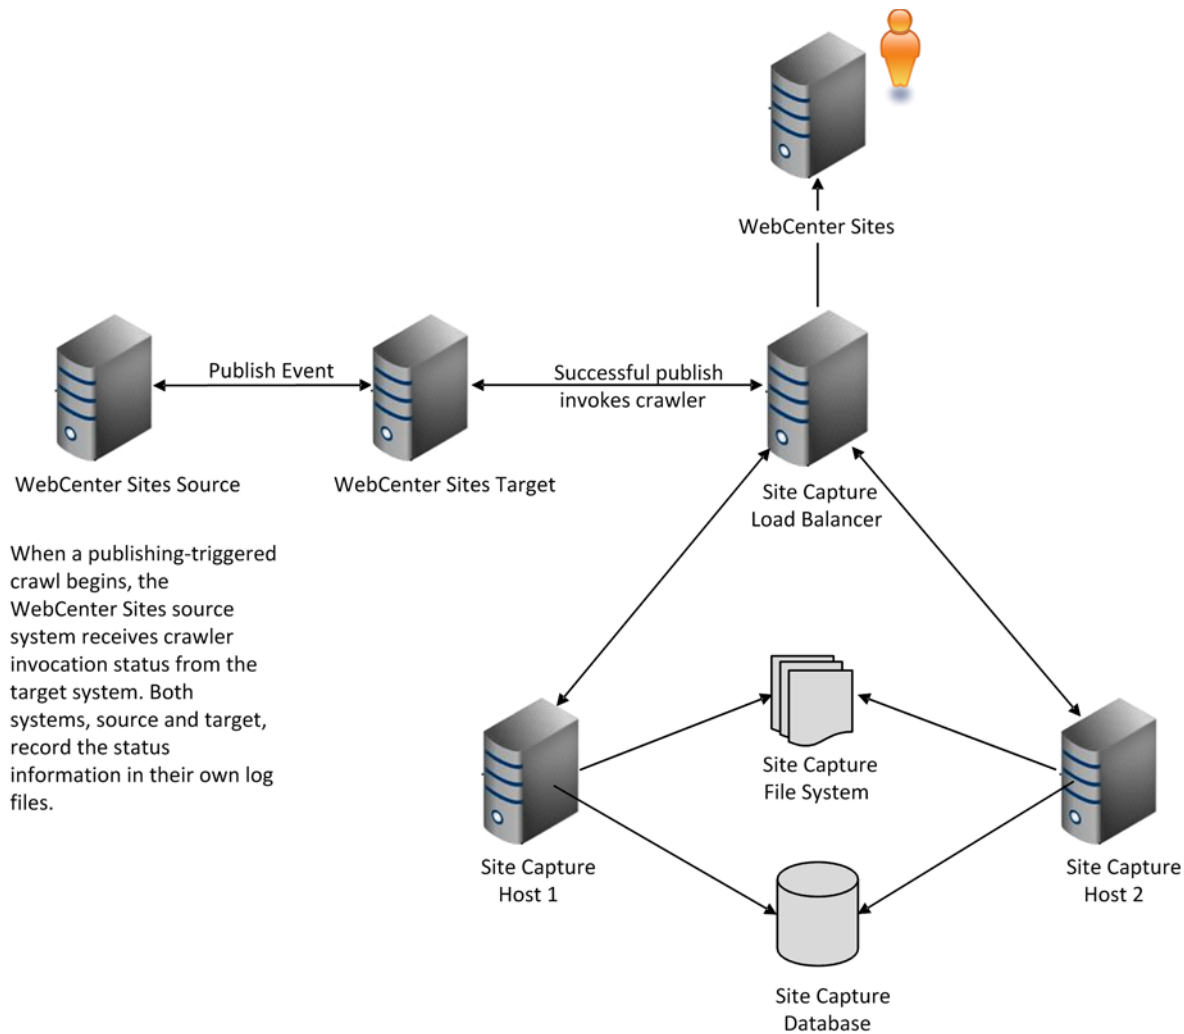 WebCenter Sites
Publish Event
Successful publish
invokes crawler
WebCenter Sites Source
WebCenter Sites Target
Site Capture
Load Balancer
When a publishing-triggered
crawl begins, the
WebCenter Sites source
system receives crawler
invocation status from the
target system. Both
systems, source and target,
record the status
information in their own log
files.
Site Capture
File System
Site Capture
Host 1
Site Capture
Host 2
Site Capture
Database